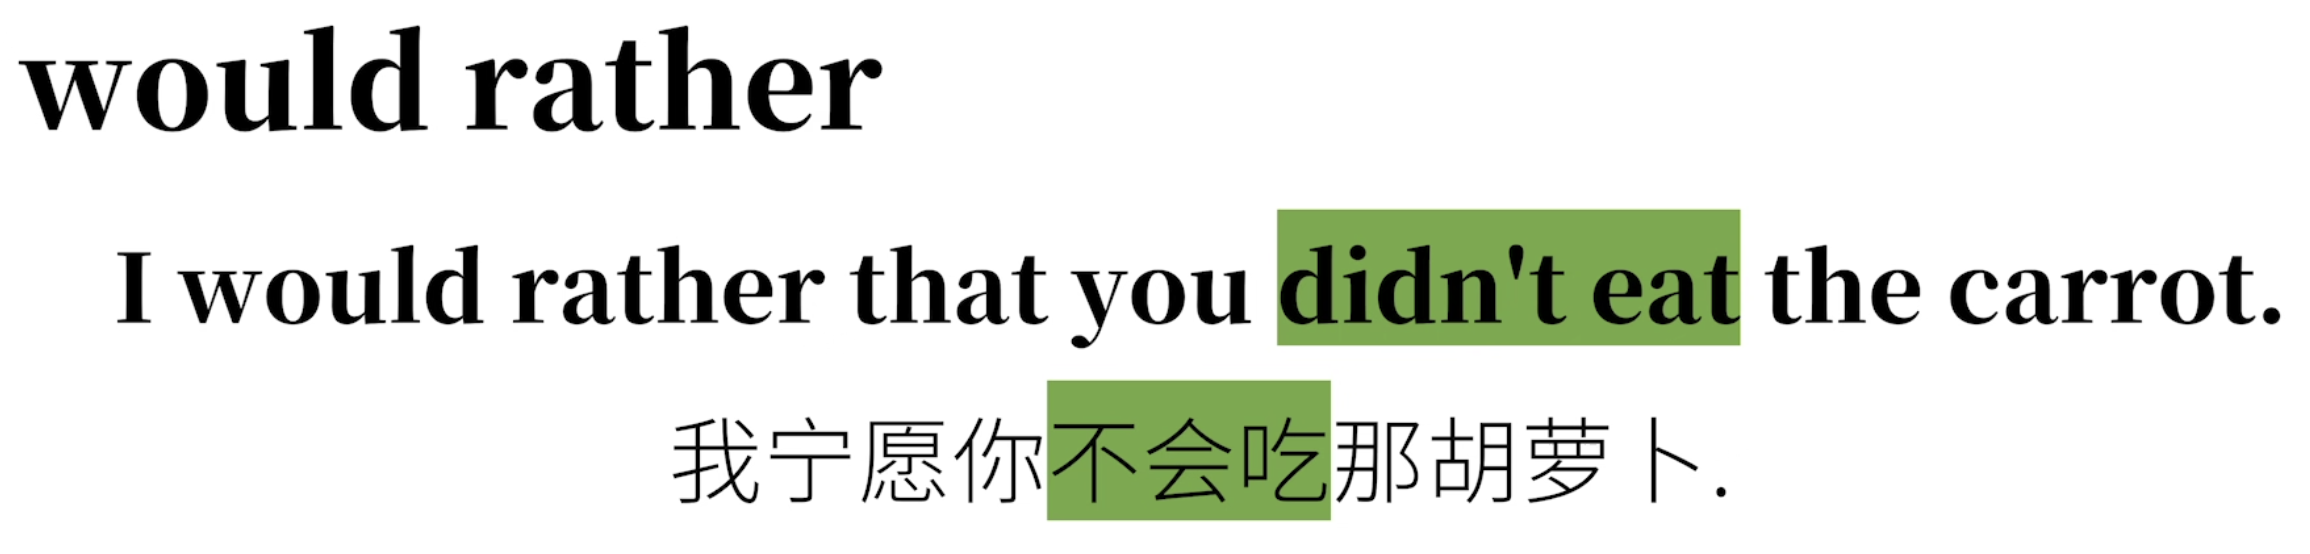 would rather
I would rather that you didn't eat the carrot.
我宁愿你不会吃那胡萝卜.